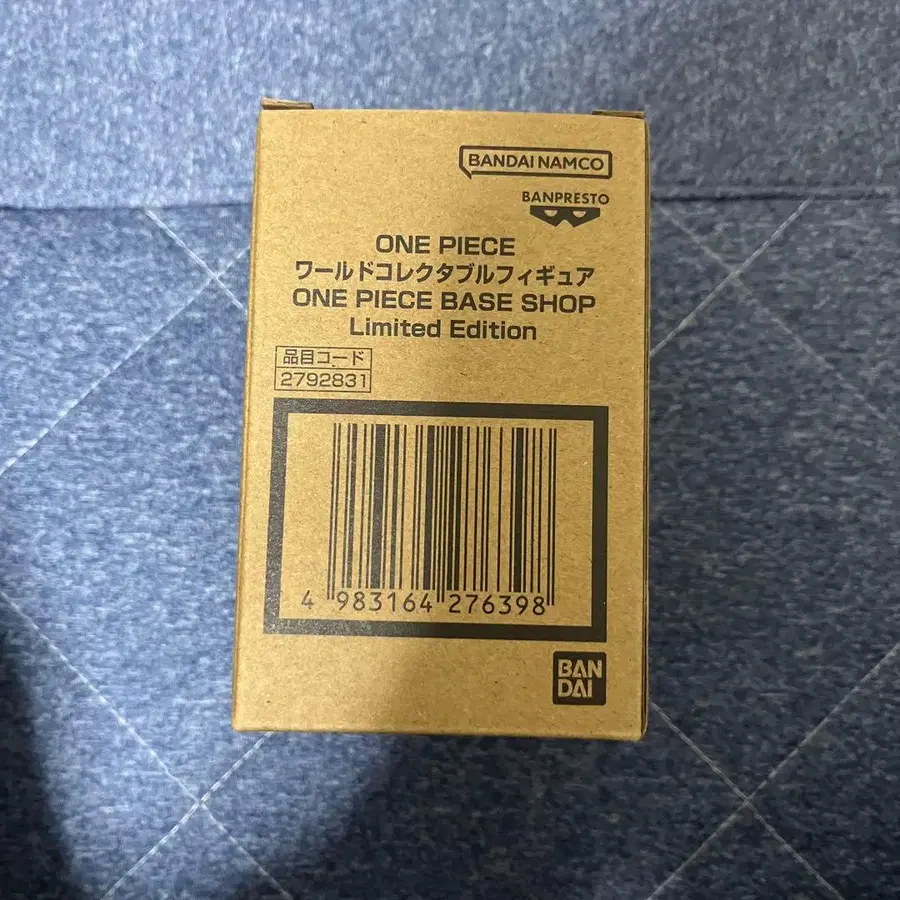 BANDAI NAMCO
BANPRESTO
ONE PIECE
ワールドコレクタブルフィギュア
ONE PIECE BASE SHOP
Limited Edition
品目コード
2792831
4 983164 276398
BAN
DAI